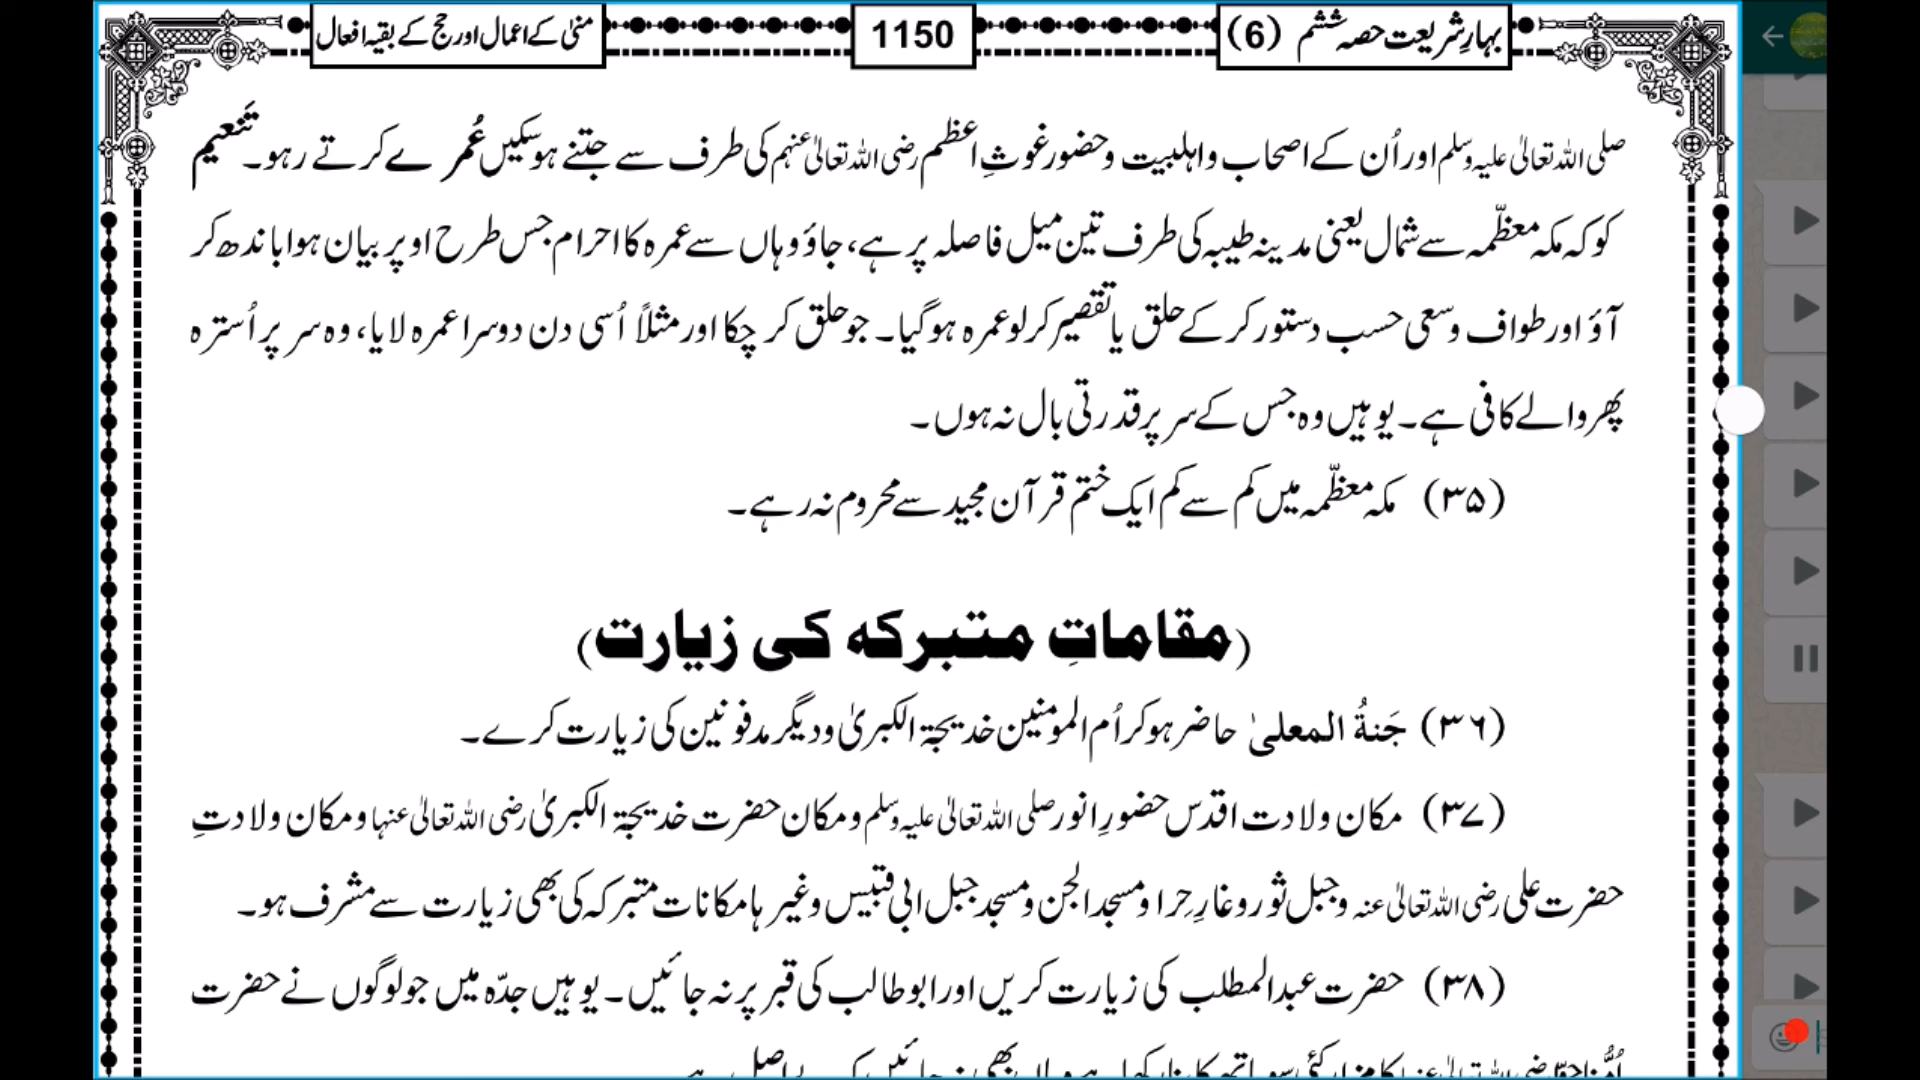 بہارِشریعت حصہ ششم (6)
1150
منیٰ کے اعمال اور حج کے بقیہ افعال
صلی اللہ تعالیٰ علیہ وسلم اور اُن کے اصحاب و اہلبیت و حضور غوثِ اعظم رضی اللہ تعالیٰ عنہم کی طرف سے جتنے ہوسکیں عُمرے کرتے رہو۔ تَنعیم
کو کہ مکہ معظّمہ سے شمال یعنی مدینہ طیبہ کی طرف تین میل فاصلہ پر ہے، جاؤ وہاں سے عمرہ کا احرام جس طرح اوپر بیان ہوا باندھ کر
آؤ اور طواف و سعی حسب دستور کر کے حلق یا تقصیر کرلو عمرہ ہوگیا۔ جو حلق کر چکا اور مثلاً اُسی دن دوسرا عمرہ لایا، وہ سر پر اُسترہ
پھروالے کافی ہے۔ یوہیں وہ جس کے سر پر قدرتی بال نہ ہوں۔
(۳۵) مکہ معظّمہ میں کم سے کم ایک ختم قرآن مجید سے محروم نہ رہے۔
(مقاماتِ متبرکہ کی زیارت)
(۳۶) جَنۃُ المعلیٰ حاضر ہوکر اُم المومنین خدیجۃ الکبریٰ و دیگر مدفونین کی زیارت کرے۔
(۳۷) مکان ولادت اقدس حضورِ انور صلی اللہ تعالیٰ علیہ وسلم و مکان حضرت خدیجۃ الکبریٰ رضی اللہ تعالیٰ عنہا و مکان ولادتِ
حضرت علی رضی اللہ تعالیٰ عنہ و جبل ثور و غارِ حِرا و مسجد الجن و مسجد جبل ابی قبیس وغیرہا مکانات متبرکہ کی بھی زیارت سے مشرف ہو۔
(۳۸) حضرت عبدالمطلب کی زیارت کریں اور ابوطالب کی قبر پر نہ جائیں۔ یوہیں جدّہ میں جو لوگوں نے حضرت